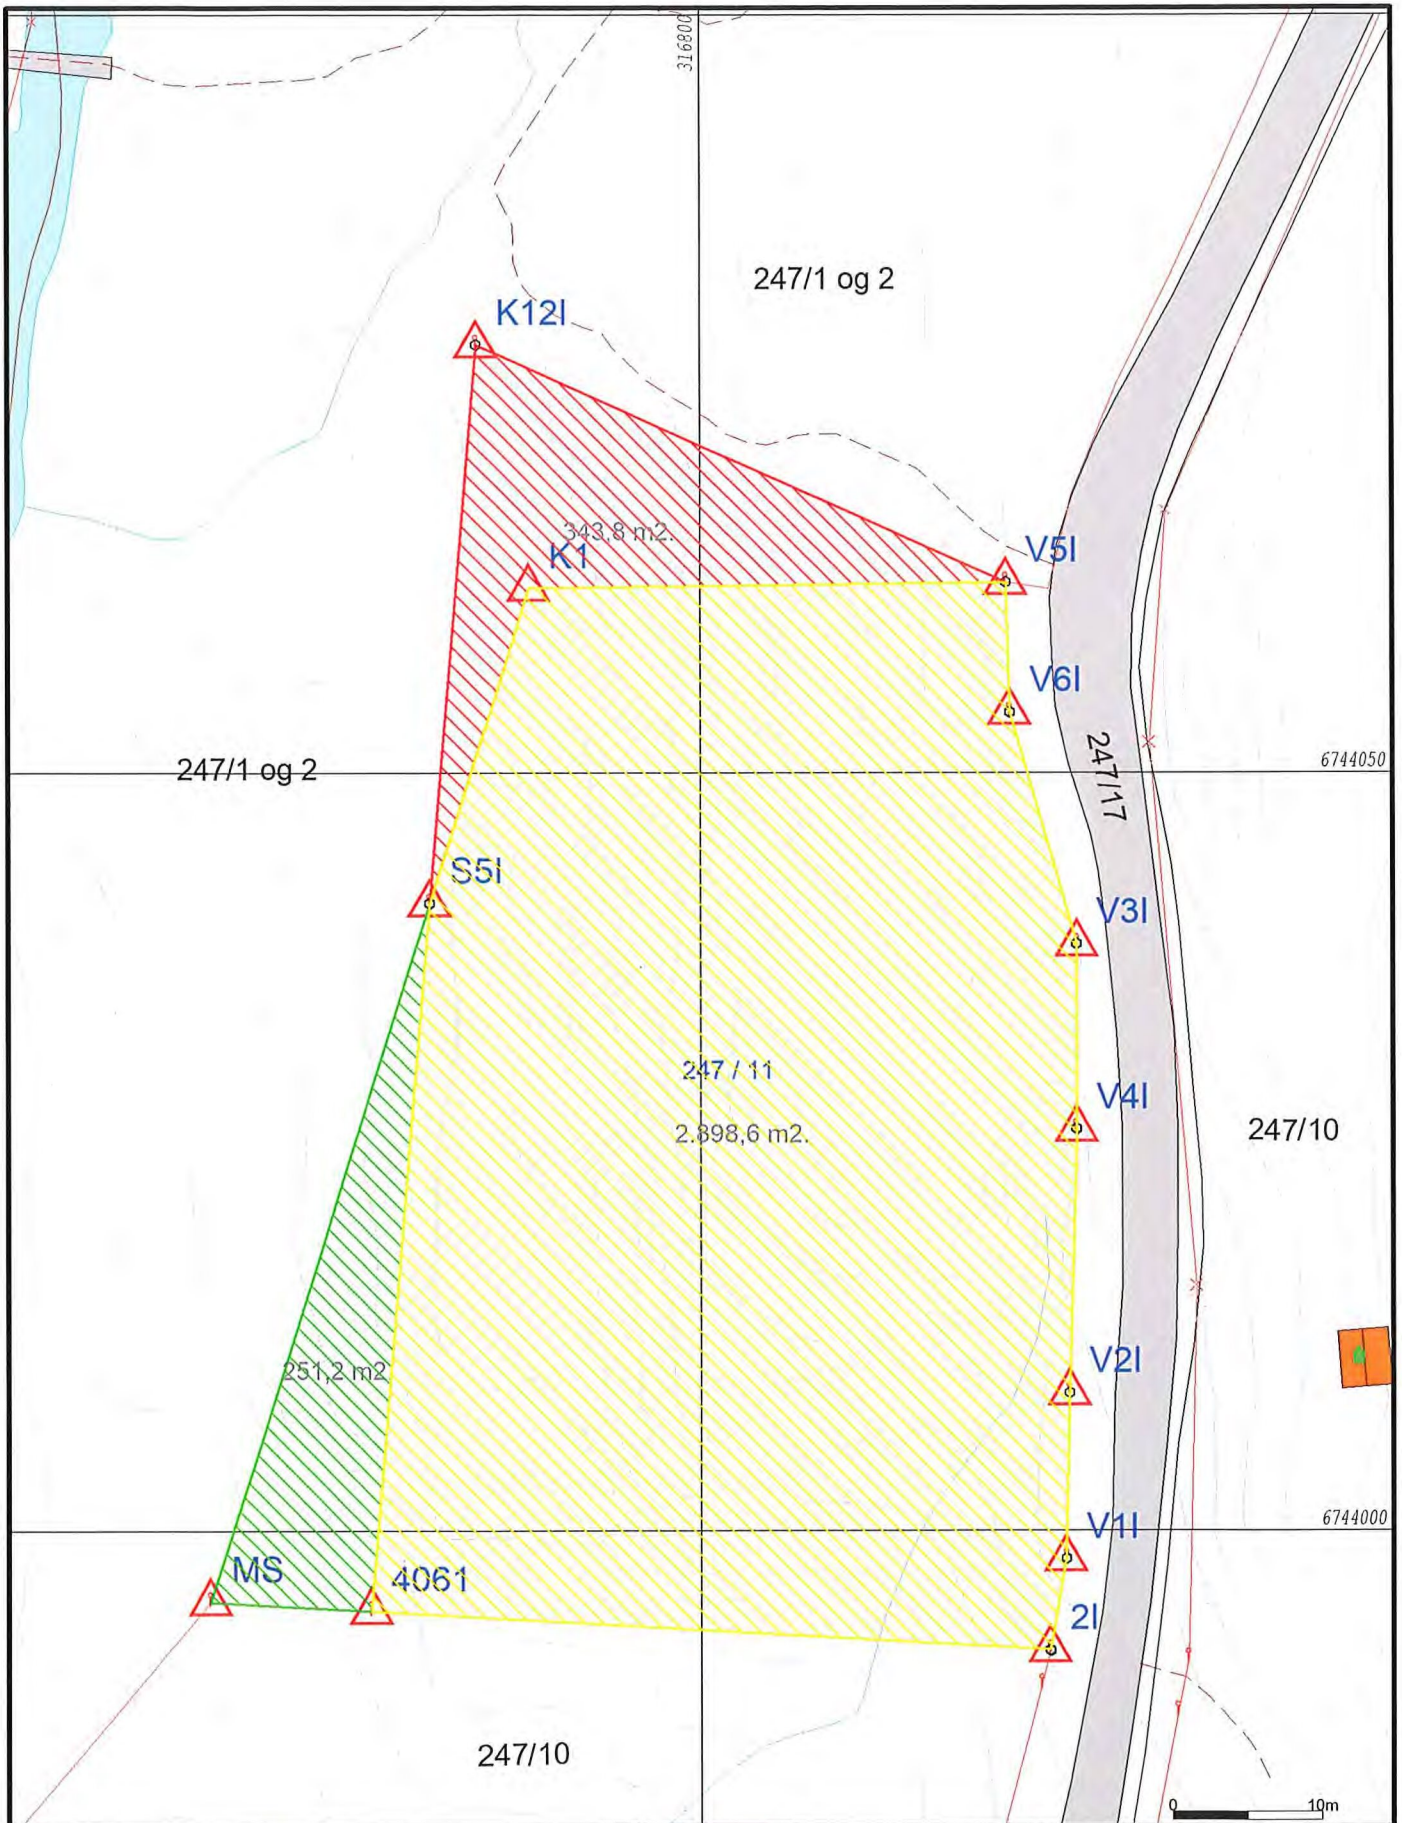 316800
247/1 og 2
K12I
343,8 m2.
K1
V5I
V6I
247/17
247/1 og 2
6744050
S5I
V3I
247 / 11
V4I
2.898,6 m2.
247/10
V2I
251,2 m2
V1I
6744000
MS
4061
2I
247/10
0
10m